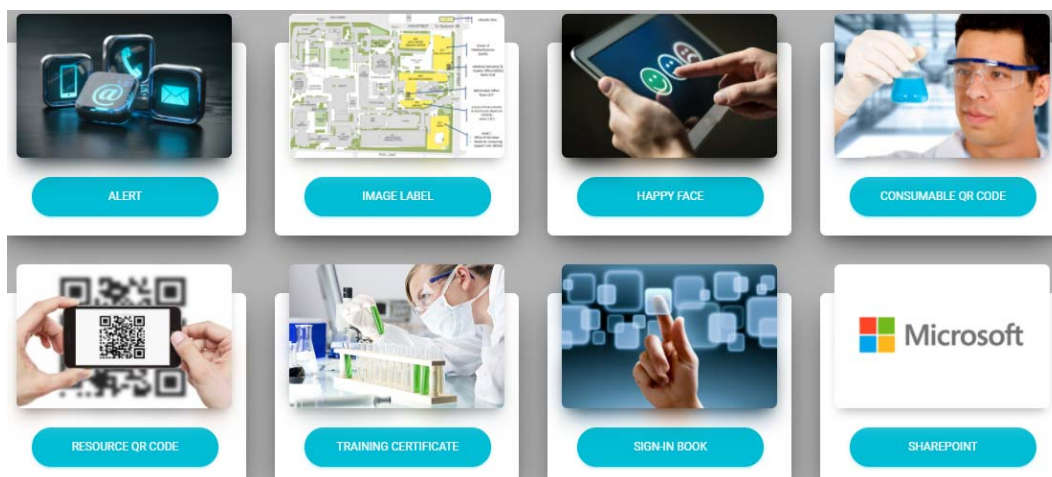 ALERT
IMAGE LABEL
HAPPY FACE
CONSUMABLE QR CODE
Microsoft
RESOURCE QR CODE
TRAINING CERTIFICATE
SIGN-IN BOOK
SHAREPOINT